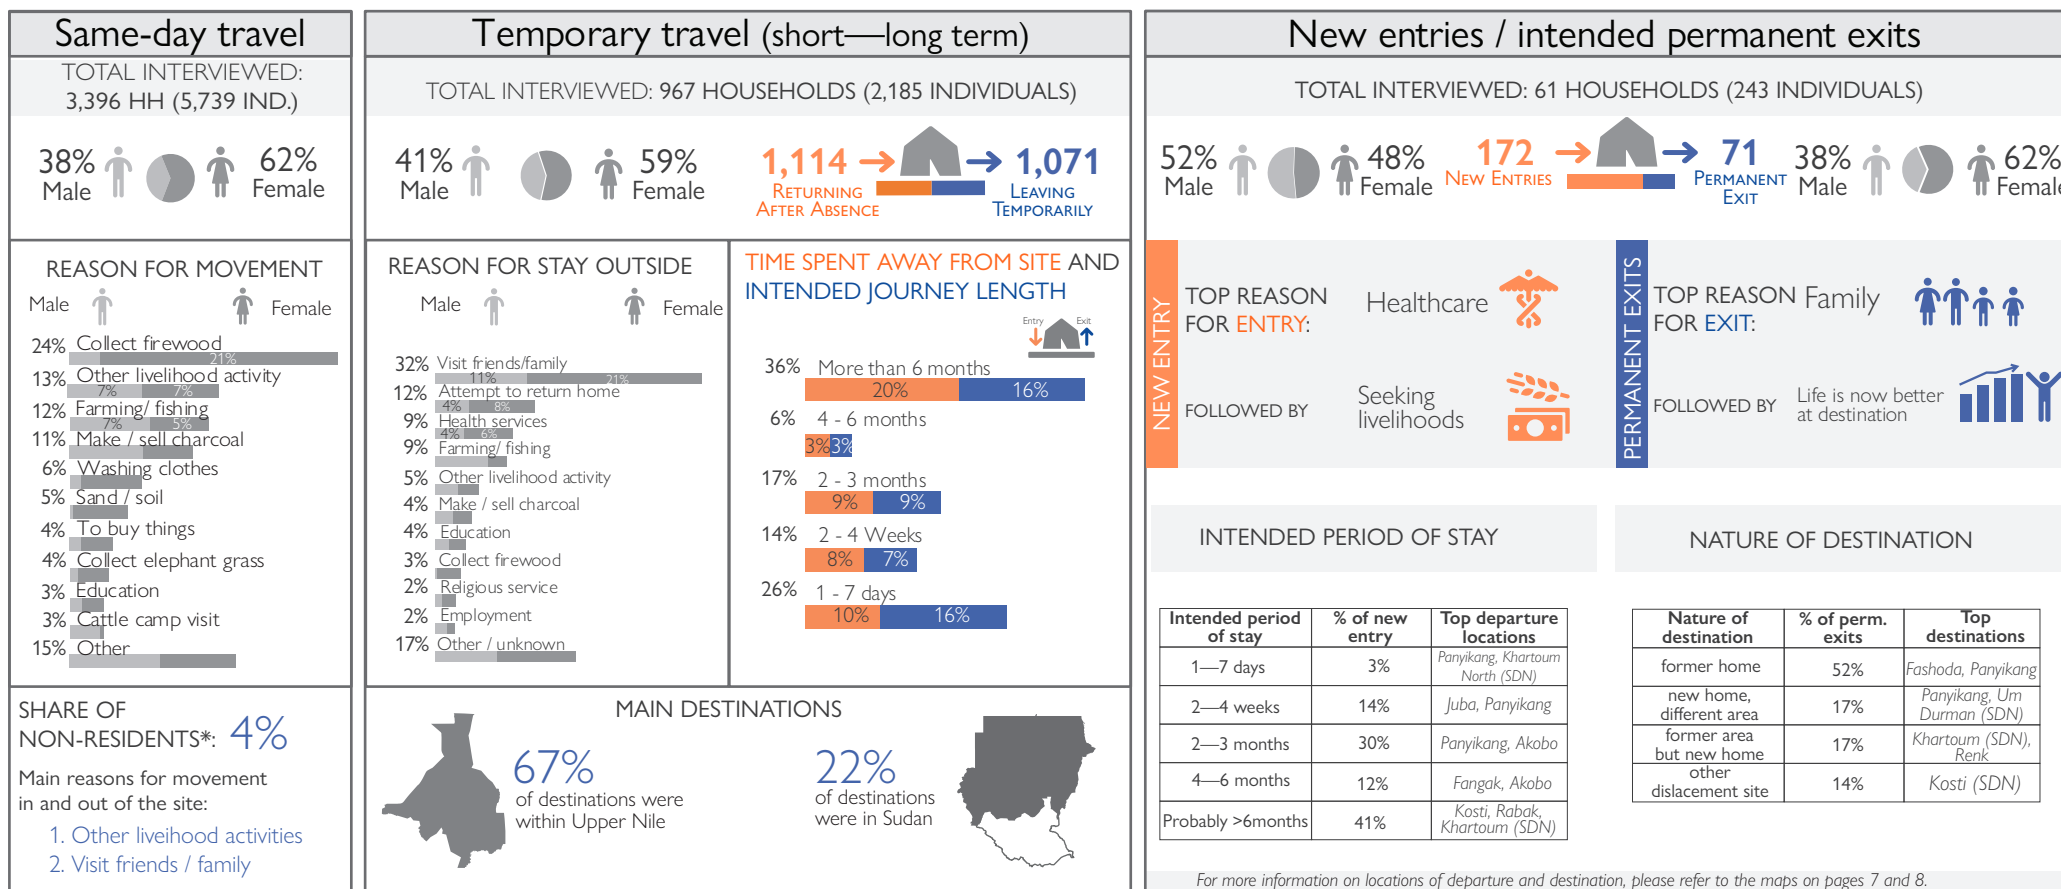 Same-day travel
TOTAL INTERVIEWED:
3,396 HH (5,739 IND.)
38%
Male
62%
Female
REASON FOR MOVEMENT
Male
Female
24% Collect firewood
21%
13% Other livelihood activity
7% 7%
12% Farming/ fishing
7% 5%
11% Make / sell charcoal
6% Washing clothes
5% Sand / soil
4% To buy things
4% Collect elephant grass
3% Education
3% Cattle camp visit
15% Other
SHARE OF
NON-RESIDENTS*: 4%
Main reasons for movement
in and out of the site:
1. Other liveihood activities
2. Visit friends / family
Temporary travel (short—long term)
TOTAL INTERVIEWED: 967 HOUSEHOLDS (2,185 INDIVIDUALS)
41%
Male
59%
Female
1,114
RETURNING
AFTER ABSENCE
1,071
LEAVING
TEMPORARILY
REASON FOR STAY OUTSIDE
Male
Female
32% Visit friends/family
11% 21%
12% Attempt to return home
4% 8%
9% Health services
4% 6%
9% Farming/ fishing
5% Other livelihood activity
4% Make / sell charcoal
4% Education
3% Collect firewood
2% Religious service
2% Employment
17% Other / unknown
TIME SPENT AWAY FROM SITE AND
INTENDED JOURNEY LENGTH
Entry Exit
36% More than 6 months
20% 16%
6% 4 - 6 months
3% 3%
17% 2 - 3 months
9% 9%
14% 2 - 4 Weeks
8% 7%
26% 1 - 7 days
10% 16%
MAIN DESTINATIONS
67%
of destinations were
within Upper Nile
22%
of destinations
were in Sudan
New entries / intended permanent exits
TOTAL INTERVIEWED: 61 HOUSEHOLDS (243 INDIVIDUALS)
52%
Male
48%
Female
172
NEW ENTRIES
71
PERMANENT
EXIT
38%
Male
62%
Female
NEW ENTRY
TOP REASON
FOR ENTRY:
Healthcare
FOLLOWED BY
Seeking
livelihoods
PERMANENT EXITS
TOP REASON
FOR EXIT:
Family
FOLLOWED BY
Life is now better
at destination
INTENDED PERIOD OF STAY
Intended period of stay | % of new entry | Top departure locations
1—7 days | 3% | Panyikang, Khartoum North (SDN)
2—4 weeks | 14% | Juba, Panyikang
2—3 months | 30% | Panyikang, Akobo
4—6 months | 12% | Fangak, Akobo
Probably >6months | 41% | Kosti, Rabak, Khartoum (SDN)
NATURE OF DESTINATION
Nature of destination | % of perm. exits | Top destinations
former home | 52% | Fashoda, Panyikang
new home, different area | 17% | Panyikang, Um Durman (SDN)
former area but new home | 17% | Khartoum (SDN), Renk
other dislacement site | 14% | Kosti (SDN)
For more information on locations of departure and destination, please refer to the maps on pages 7 and 8.